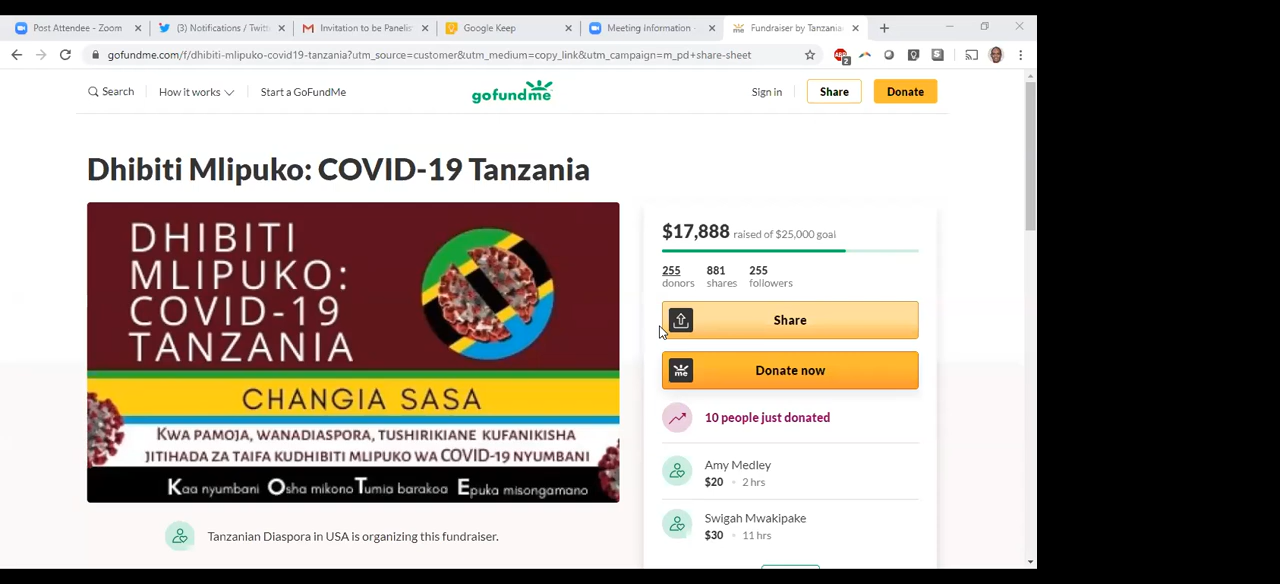 Post Attendee - Zoom
(3) Notifications / Twitt
Invitation to be Panelis
Google Keep
Meeting Information -
Fundraiser by Tanzania
gofundme.com/f/dhibiti-mlipuko-covid19-tanzania?utm_source=customer&utm_medium=copy_link&utm_campaign=m_pd+share-sheet
ABP
2
S
Search
How it works
Start a GoFundMe
gofundme
Sign in
Share
Donate
Dhibiti Mlipuko: COVID-19 Tanzania
DHIBITI
MLIPUKO:
COVID-19
TANZANIA
CHANGIA SASA
KWA PAMOJA, WANADIASPORA, TUSHIRIKIANE KUFANIKISHA
JITIHADA ZA TAIFA KUDHIBITI MLIPUKO WA COVID-19 NYUMBANI
Kaa nyumbani Osha mikono Tumia barakoa Epuka misongamano
Tanzanian Diaspora in USA is organizing this fundraiser.
$17,888 raised of $25,000 goal
255 881 255
donors shares followers
Share
me Donate now
10 people just donated
Amy Medley
$20 • 2 hrs
Swigah Mwakipake
$30 • 11 hrs